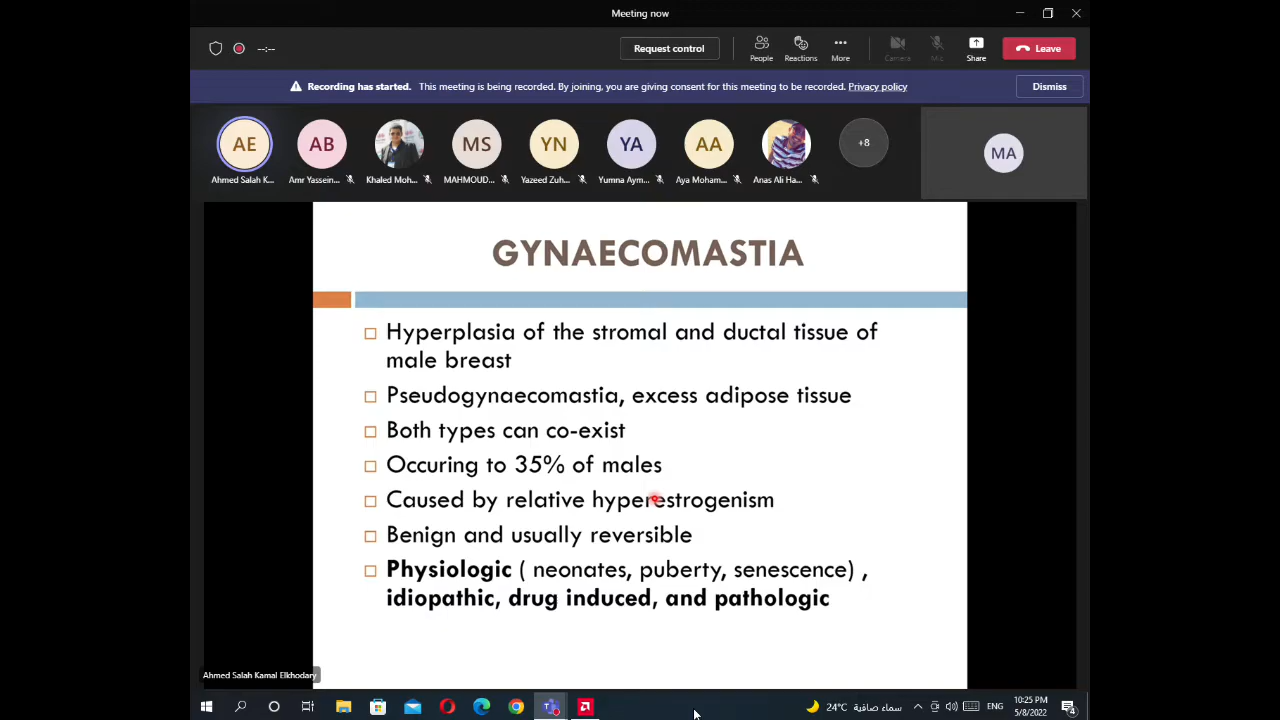 Meeting now
--:--
Request control
People
Reactions
More
Camera
Mic
Share
Leave
Recording has started. This meeting is being recorded. By joining, you are giving consent for this meeting to be recorded. Privacy policy
Dismiss
AE
AB
MS
YN
YA
AA
+8
MA
Ahmed Salah K...
Amr Yassein...
Khaled Moh...
MAHMOUD...
Yazeed Zuh...
Yumna Aym...
Aya Moham...
Anas Ali Ha...
GYNAECOMASTIA
Hyperplasia of the stromal and ductal tissue of
male breast
Pseudogynaecomastia, excess adipose tissue
Both types can co-exist
Occuring to 35% of males
Caused by relative hyperestrogenism
Benign and usually reversible
Physiologic ( neonates, puberty, senescence) ,
idiopathic, drug induced, and pathologic
Ahmed Salah Kamal Elkhodary
24°C سماء صافية
ENG
10:25 PM
5/8/2022
4